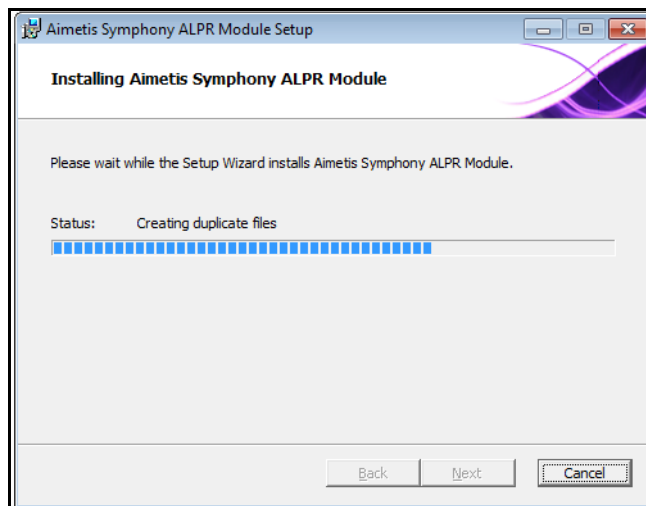 Aimetis Symphony ALPR Module Setup
Installing Aimetis Symphony ALPR Module
Please wait while the Setup Wizard installs Aimetis Symphony ALPR Module.
Status: Creating duplicate files
Back Next Cancel